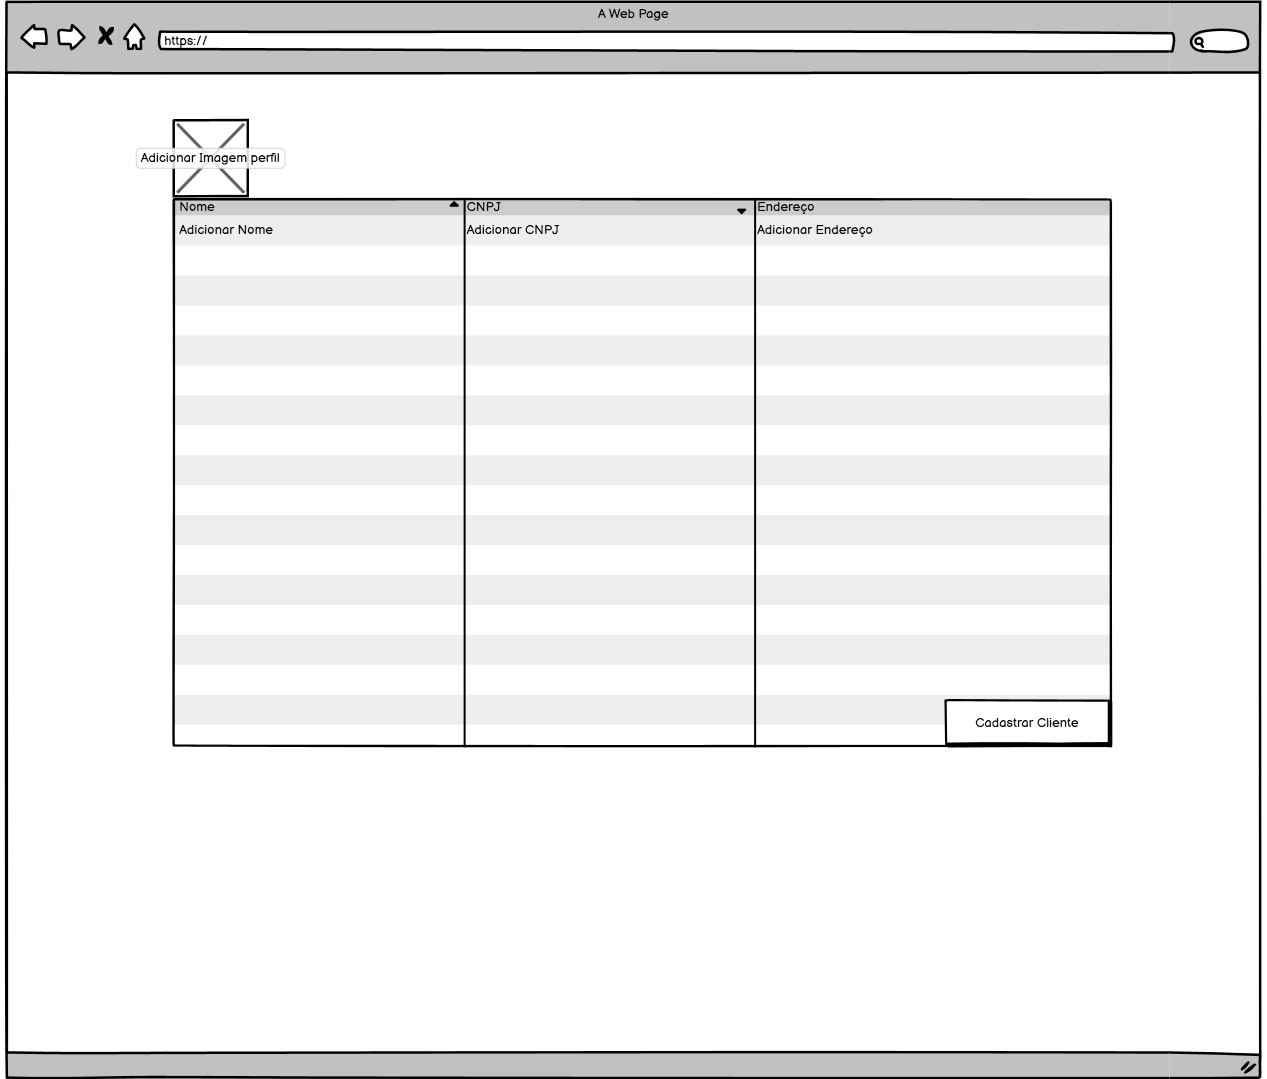 A Web Page
https://
Adicionar Imagem perfil
Nome CNPJ Endereço
Adicionar Nome Adicionar CNPJ Adicionar Endereço
Cadastrar Cliente